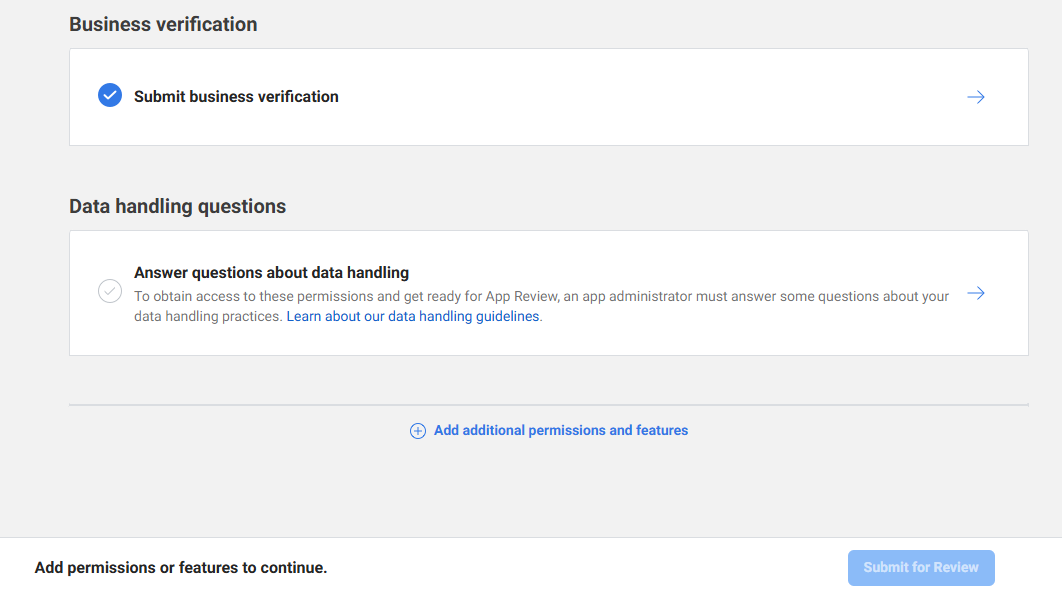 Business verification
Submit business verification
Data handling questions
Answer questions about data handling
To obtain access to these permissions and get ready for App Review, an app administrator must answer some questions about your
data handling practices. Learn about our data handling guidelines.
Add additional permissions and features
Add permissions or features to continue.
Submit for Review